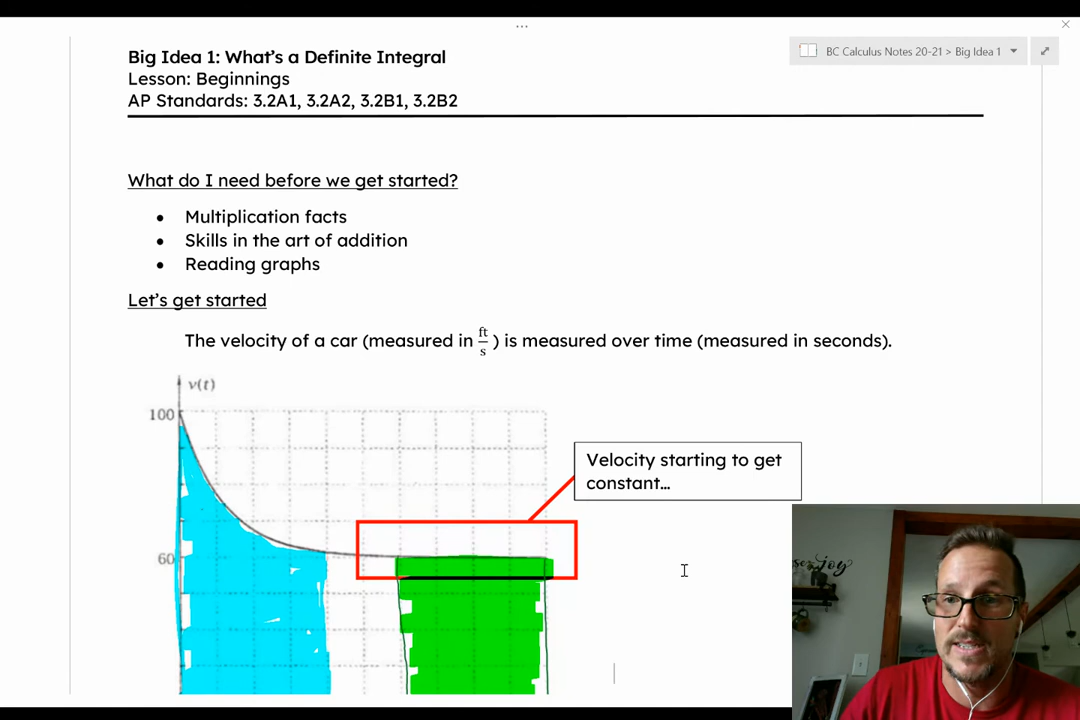 ...
Big Idea 1: What's a Definite Integral
BC Calculus Notes 20-21 > Big Idea 1
Lesson: Beginnings
AP Standards: 3.2A1, 3.2A2, 3.2B1, 3.2B2
What do I need before we get started?
• Multiplication facts
• Skills in the art of addition
• Reading graphs
Let's get started
The velocity of a car (measured in ft/s) is measured over time (measured in seconds).
v(t)
100
Velocity starting to get
constant...
60
joy